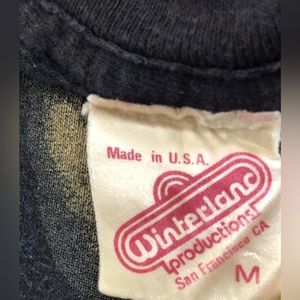 Made in U.S.A.
Winterland
productions
San Francisco CA
M